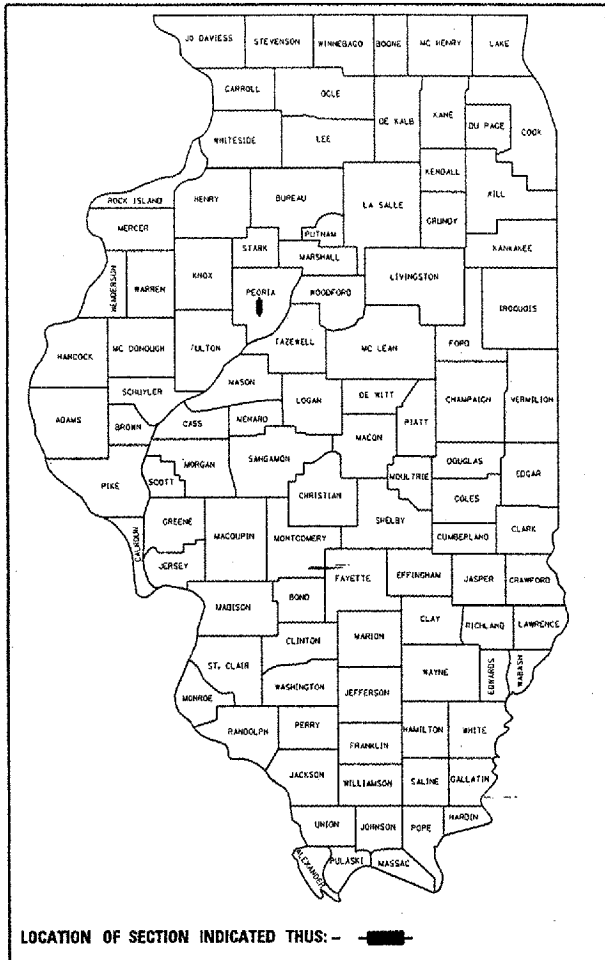 JO DAVIESS STEVENSON WINNEBAGO BOONE MC HENRY LAKE
CARROLL OGLE
DE KALB KANE DU PAGE COOK
WHITESIDE LEE
KENDALL
WILL
ROCK ISLAND HENRY BUREAU LA SALLE GRUNDY
MERCER PUTNAM
STARK MARSHALL KANKAKEE
HENDERSON WARREN KNOX PEORIA WOODFORD LIVINGSTON IROQUOIS
HANCOCK MC DONOUGH FULTON TAZEWELL MC LEAN FORD
SCHUYLER MASON LOGAN DE WITT CHAMPAIGN VERMILION
ADAMS BROWN CASS MENARD PIATT
MACON
PIKE SCOTT MORGAN SANGAMON CHRISTIAN MOULTRIE DOUGLAS EDGAR
COLES
CALHOUN GREENE MACOUPIN MONTGOMERY SHELBY CUMBERLAND CLARK
JERSEY FAYETTE EFFINGHAM JASPER CRAWFORD
MADISON BOND
CLINTON MARION CLAY RICHLAND LAWRENCE
ST. CLAIR WAYNE EDWARDS WABASH
MONROE WASHINGTON JEFFERSON
RANDOLPH PERRY HAMILTON WHITE
FRANKLIN
JACKSON WILLIAMSON SALINE GALLATIN
UNION JOHNSON POPE HARDIN
ALEXANDER PULASKI MASSAC
LOCATION OF SECTION INDICATED THUS: -